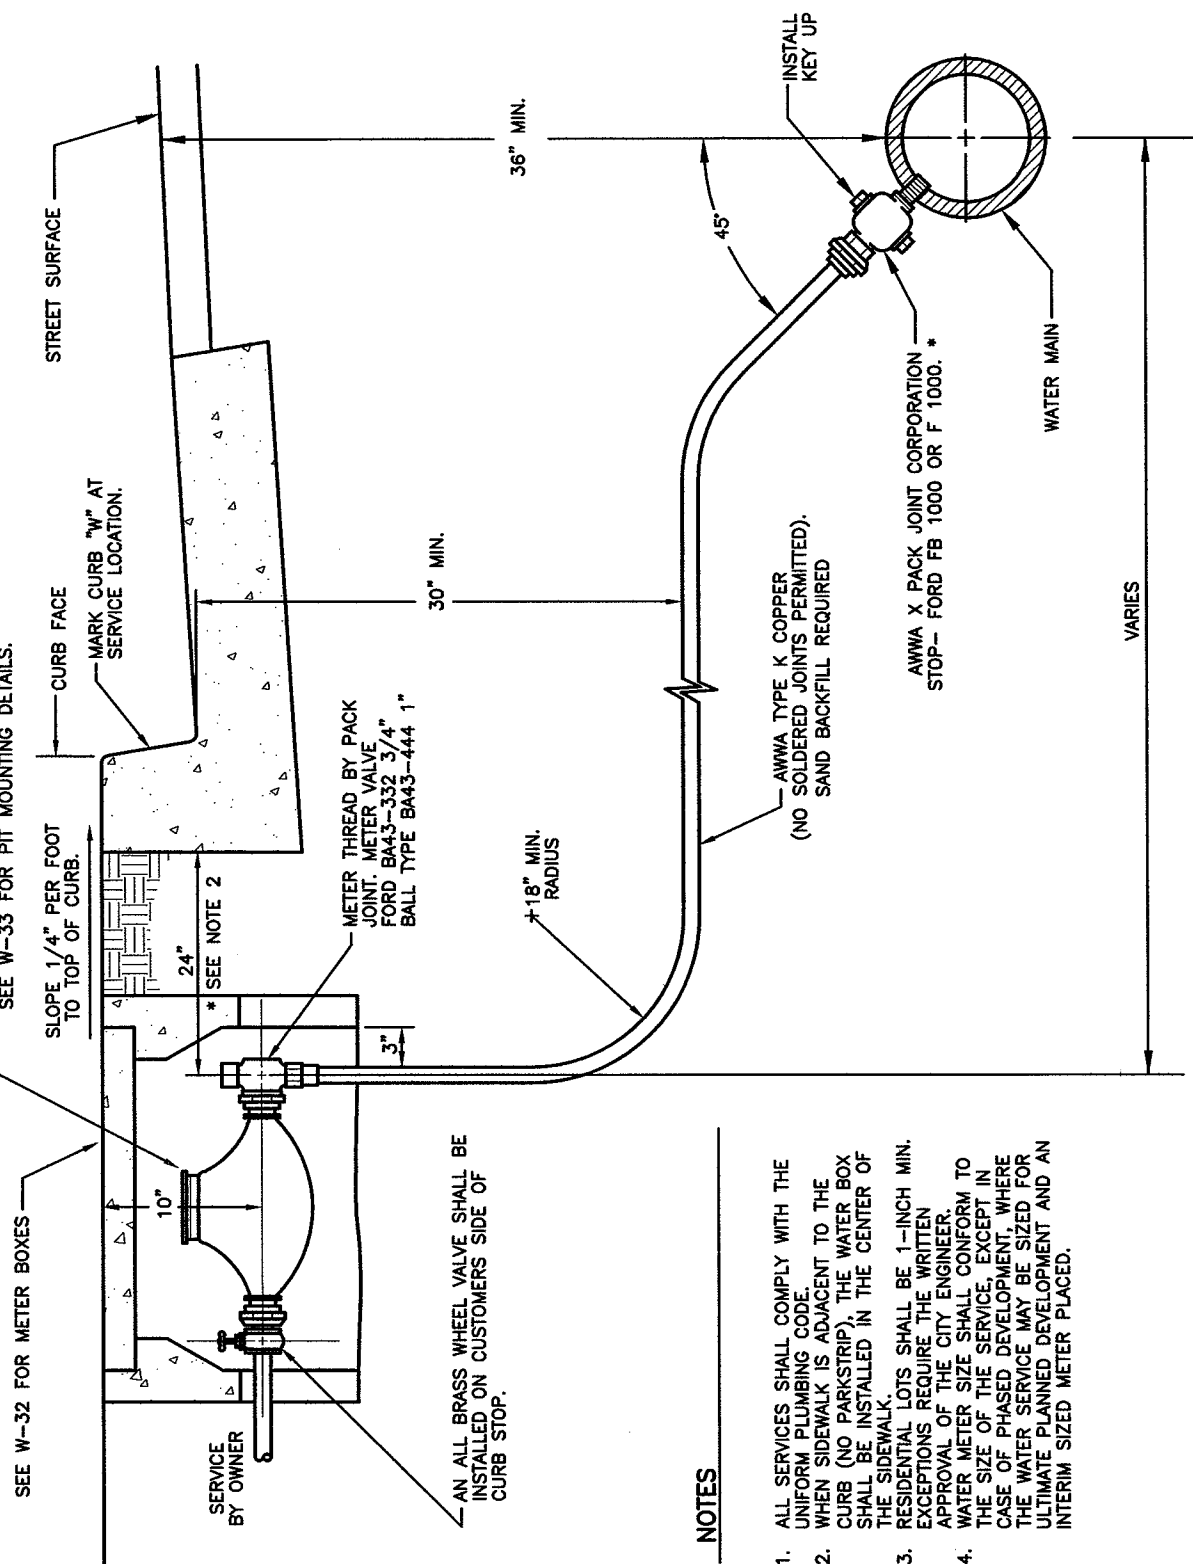 SEE W-33 FOR PIT MOUNTING DETAILS.
SEE W-32 FOR METER BOXES
SLOPE 1/4" PER FOOT
TO TOP OF CURB.
CURB FACE
MARK CURB "W" AT
SERVICE LOCATION.
STREET SURFACE
10"
24"
* SEE NOTE 2
3"
METER THREAD BY PACK
JOINT. METER VALVE
FORD BA43-332 3/4"
BALL TYPE BA43-444 1"
30" MIN.
36" MIN.
45°
INSTALL
KEY UP
SERVICE
BY OWNER
AN ALL BRASS WHEEL VALVE SHALL BE
INSTALLED ON CUSTOMERS SIDE OF
CURB STOP.
+18" MIN.
RADIUS
AWWA TYPE K COPPER
(NO SOLDERED JOINTS PERMITTED).
SAND BACKFILL REQUIRED
AWWA X PACK JOINT CORPORATION
STOP- FORD FB 1000 OR F 1000. *
WATER MAIN
VARIES
NOTES
1. ALL SERVICES SHALL COMPLY WITH THE
UNIFORM PLUMBING CODE.
2. WHEN SIDEWALK IS ADJACENT TO THE
CURB (NO PARKSTRIP), THE WATER BOX
SHALL BE INSTALLED IN THE CENTER OF
THE SIDEWALK.
3. RESIDENTIAL LOTS SHALL BE 1-INCH MIN.
EXCEPTIONS REQUIRE THE WRITTEN
APPROVAL OF THE CITY ENGINEER.
4. WATER METER SIZE SHALL CONFORM TO
THE SIZE OF THE SERVICE, EXCEPT IN
CASE OF PHASED DEVELOPMENT, WHERE
THE WATER SERVICE MAY BE SIZED FOR
ULTIMATE PLANNED DEVELOPMENT AND AN
INTERIM SIZED METER PLACED.